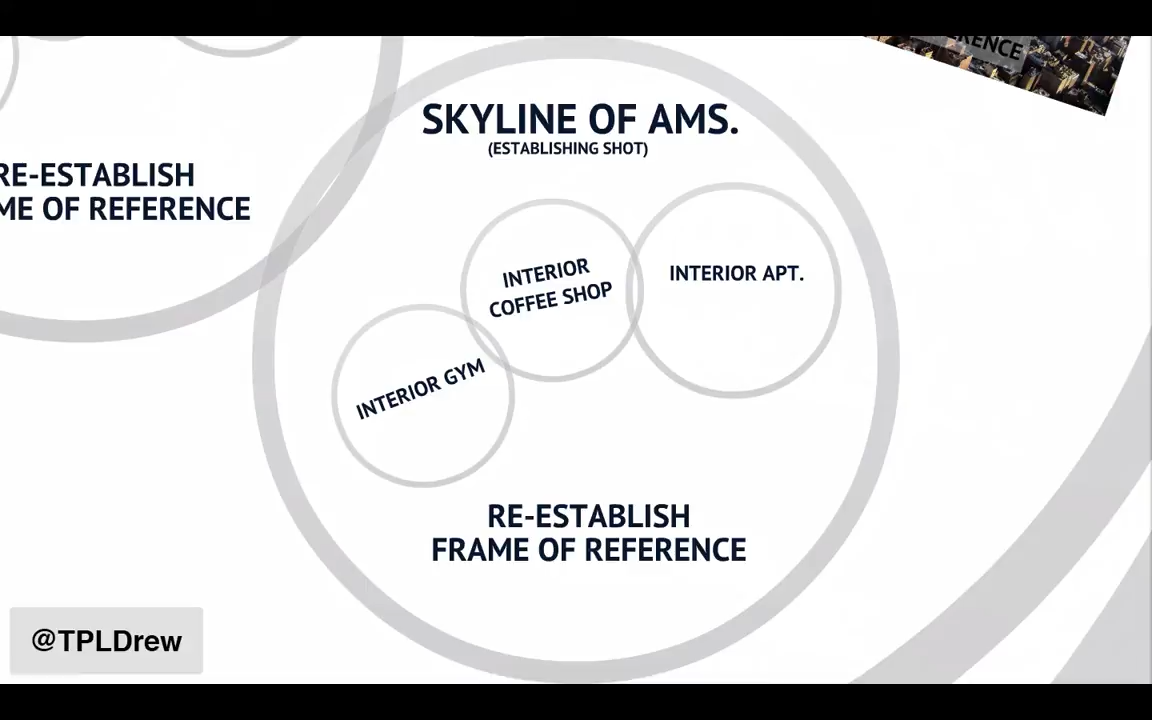 SKYLINE OF AMS.
(ESTABLISHING SHOT)
RE-ESTABLISH
OF REFERENCE
INTERIOR
COFFEE SHOP
INTERIOR APT.
INTERIOR GYM
RE-ESTABLISH
FRAME OF REFERENCE
@TPLDrew